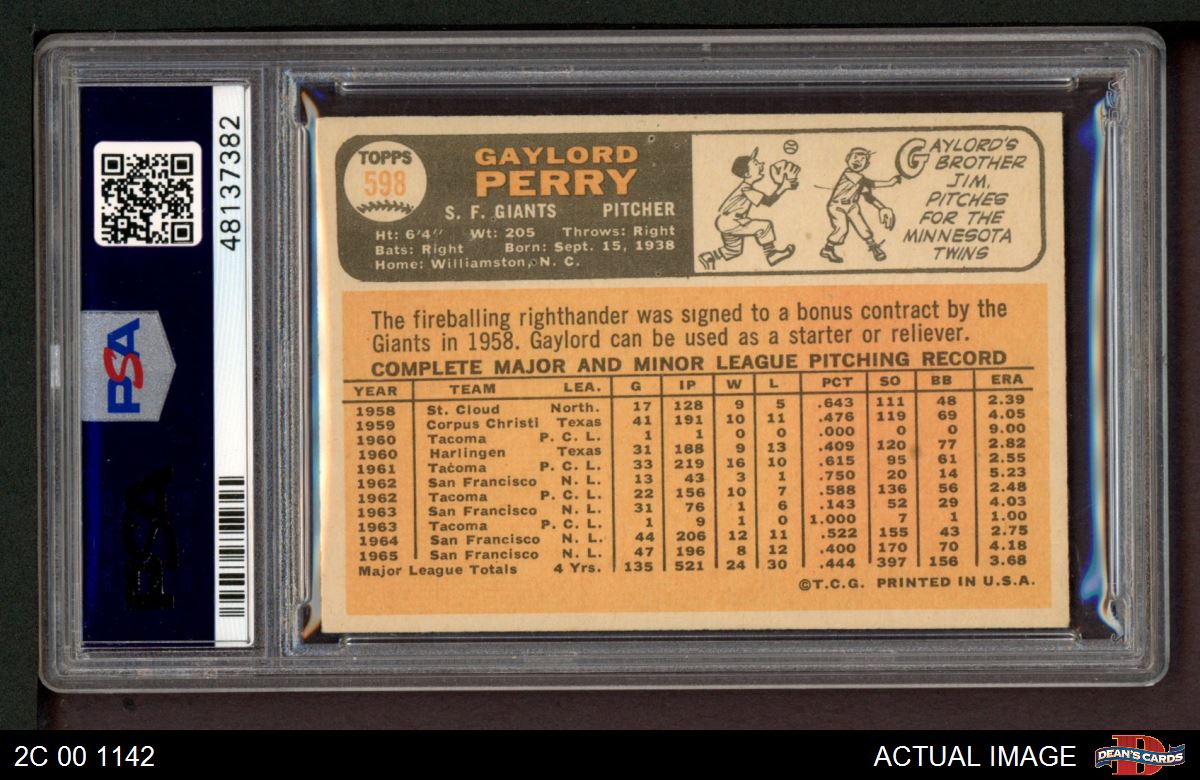 48137382
PSA
PSA
TOPPS
598
GAYLORD
PERRY
S. F. GIANTS PITCHER
Ht: 6'4" Wt: 205 Throws: Right
Bats: Right Born: Sept. 15, 1938
Home: Williamston, N. C.
GAYLORD'S
BROTHER
JIM,
PITCHES
FOR THE
MINNESOTA
TWINS
The fireballing righthander was signed to a bonus contract by the
Giants in 1958. Gaylord can be used as a starter or reliever.
COMPLETE MAJOR AND MINOR LEAGUE PITCHING RECORD
YEAR TEAM LEA. G IP W L PCT SO BB ERA
1958 St. Cloud North. 17 128 9 5 .643 111 48 2.39
1959 Corpus Christi Texas 41 191 10 11 .476 119 69 4.05
1960 Tacoma P. C. L. 1 1 0 0 .000 0 0 9.00
1960 Harlingen Texas 31 188 9 13 .409 120 77 2.82
1961 Tacoma P. C. L. 33 219 16 10 .615 95 61 2.55
1962 San Francisco N. L. 13 43 3 1 .750 20 14 5.23
1962 Tacoma P. C. L. 22 156 10 7 .588 136 56 2.48
1963 San Francisco N. L. 31 76 1 6 .143 52 29 4.03
1963 Tacoma P. C. L. 1 9 1 0 1.000 7 1 1.00
1964 San Francisco N. L. 44 206 12 11 .522 155 43 2.75
1965 San Francisco N. L. 47 196 8 12 .400 170 70 4.18
Major League Totals 4 Yrs. 135 521 24 30 .444 397 156 3.68
©T.C.G. PRINTED IN U.S.A.
2C 00 1142
ACTUAL IMAGE
DEAN'S CARDS